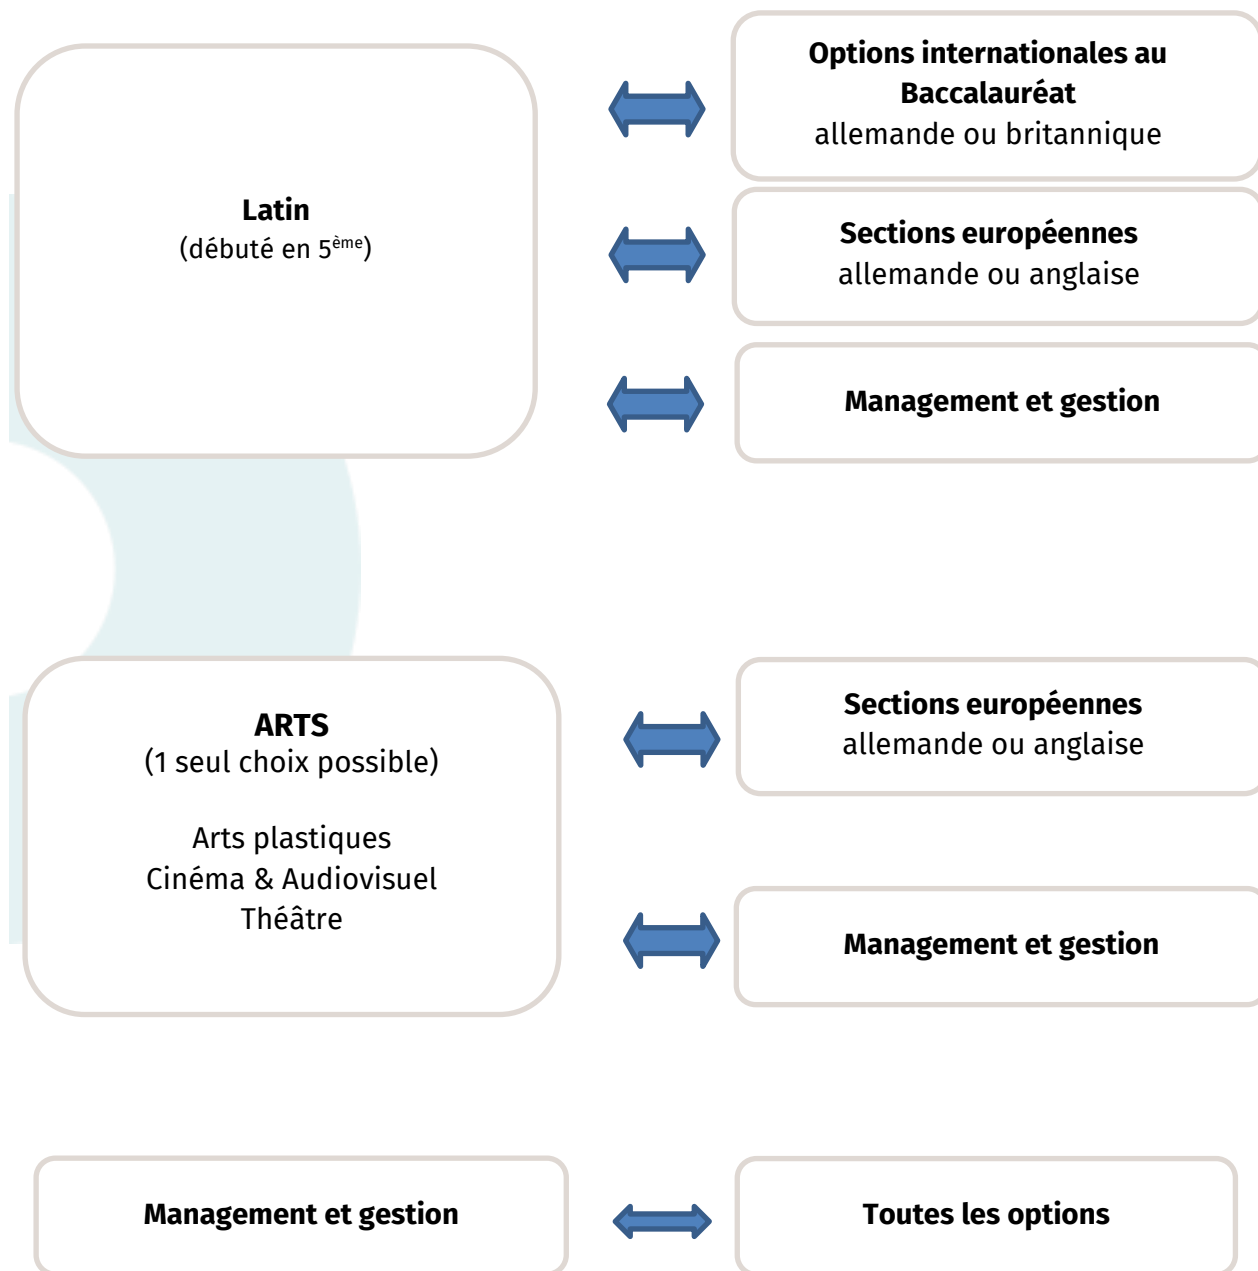 Latin
(débuté en 5ème)
Options internationales au
Baccalauréat
allemande ou britannique
Sections européennes
allemande ou anglaise
Management et gestion
ARTS
(1 seul choix possible)
Arts plastiques
Cinéma & Audiovisuel
Théâtre
Sections européennes
allemande ou anglaise
Management et gestion
Management et gestion
Toutes les options